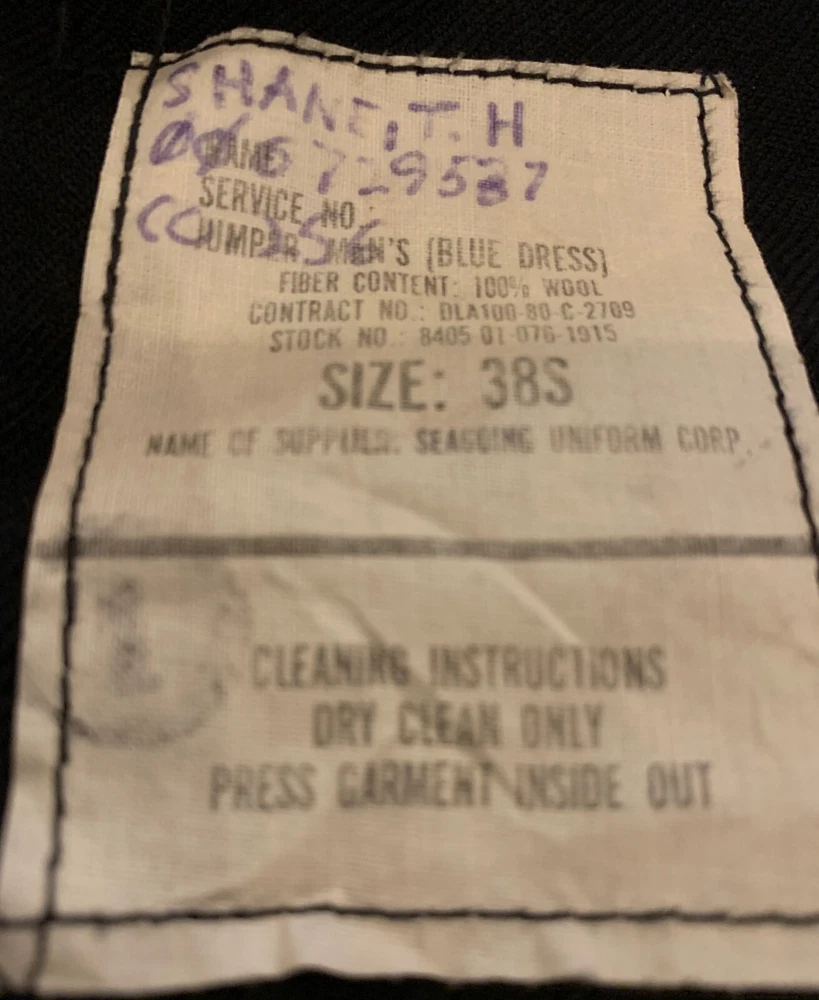 SHANE, T. H
NAME
6729537
SERVICE NO.:
JUMPER, MEN'S (BLUE DRESS)
FIBER CONTENT: 100% WOOL
CONTRACT NO.: DLA100-80-C-2709
STOCK NO.: 8405-01-076-1915
SIZE: 38S
NAME OF SUPPLIER: SEAGOING UNIFORM CORP.
CLEANING INSTRUCTIONS
DRY CLEAN ONLY
PRESS GARMENT INSIDE OUT